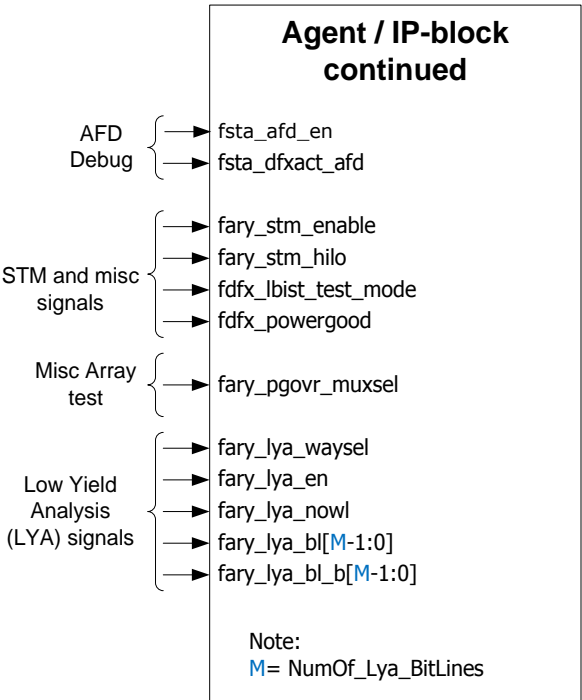 Agent / IP-block
continued
AFD
Debug
fsta_afd_en
fsta_dfxact_afd
STM and misc
signals
fary_stm_enable
fary_stm_hilo
fdfx_lbist_test_mode
fdfx_powergood
Misc Array
test
fary_pgovr_muxsel
Low Yield
Analysis
(LYA) signals
fary_lya_waysel
fary_lya_en
fary_lya_nowl
fary_lya_bl[M-1:0]
fary_lya_bl_b[M-1:0]
Note:
M= NumOf_Lya_BitLines